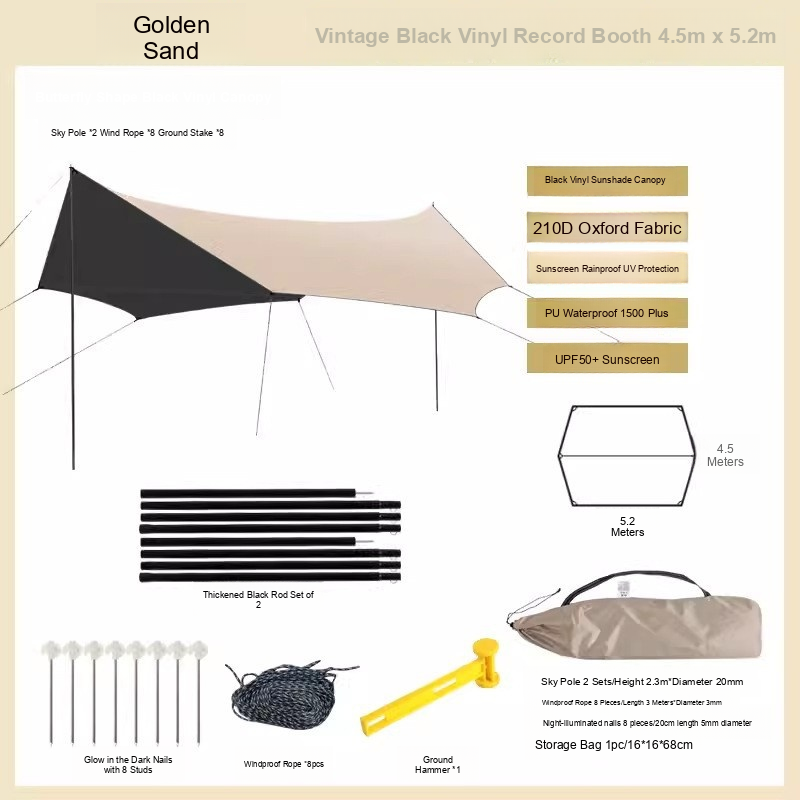 Golden
Sand
Vintage Black Vinyl Record Booth 4.5m x 5.2m
Sky Pole *2 Wind Rope *8 Ground Stake *8
Black Vinyl Sunshade Canopy
210D Oxford Fabric
Sunscreen Rainproof UV Protection
PU Waterproof 1500 Plus
UPF50+ Sunscreen
4.5
Meters
5.2
Meters
Thickened Black Rod Set of
2
Sky Pole 2 Sets/Height 2.3m*Diameter 20mm
Windproof Rope 8 Pieces/Length 3 Meters*Diameter 3mm
Night-illuminated nails 8 pieces/20cm length 5mm diameter
Storage Bag 1pc/16*16*68cm
Glow in the Dark Nails
with 8 Studs
Windproof Rope *8pcs
Ground
Hammer *1